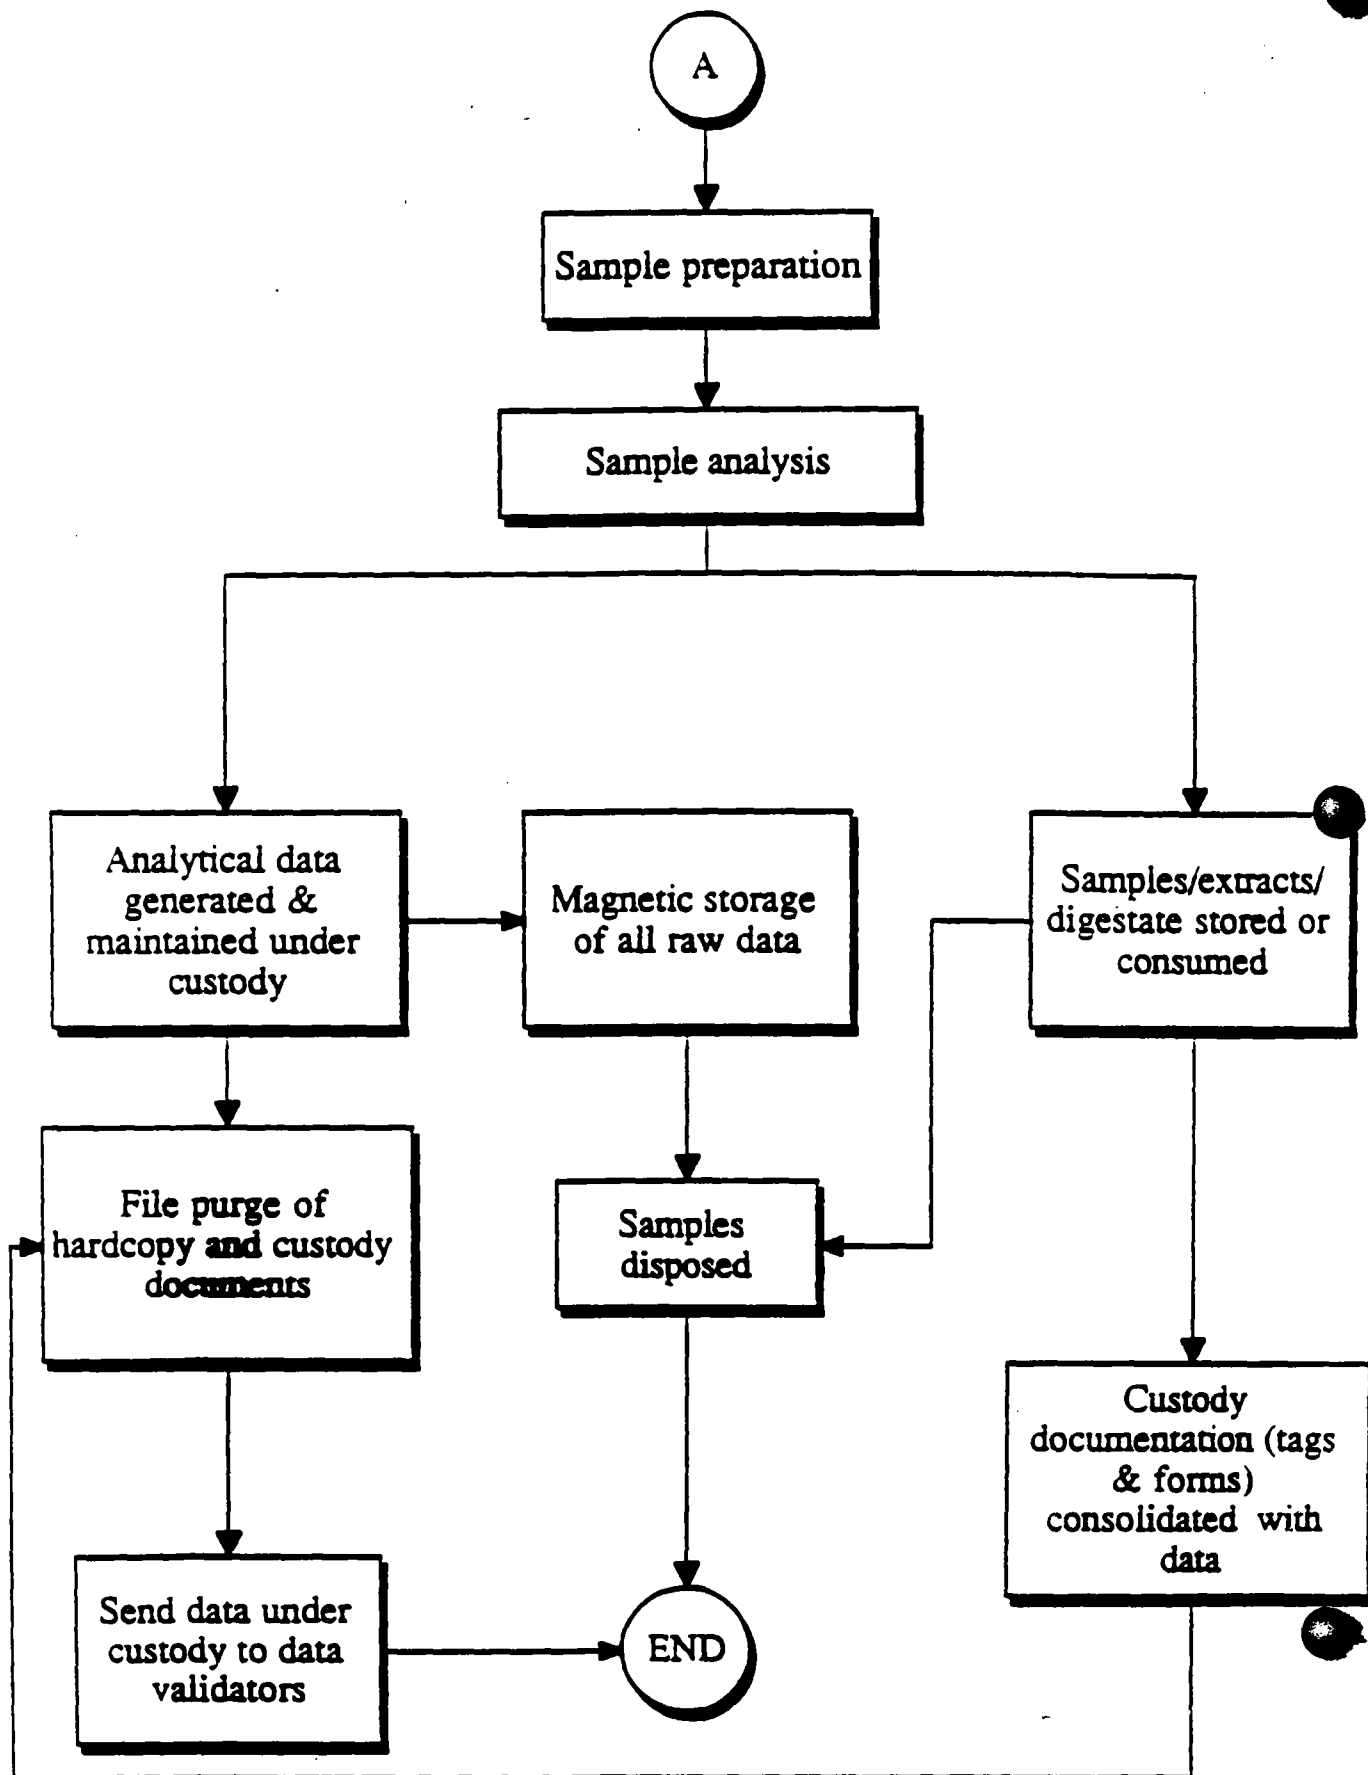 A
Sample preparation
Sample analysis
Analytical data
generated &
maintained under
custody
Magnetic storage
of all raw data
Samples/extracts/
digestate stored or
consumed
File purge of
hardcopy and custody
documents
Samples
disposed
Custody
documentation (tags
& forms)
consolidated with
data
Send data under
custody to data
validators
END